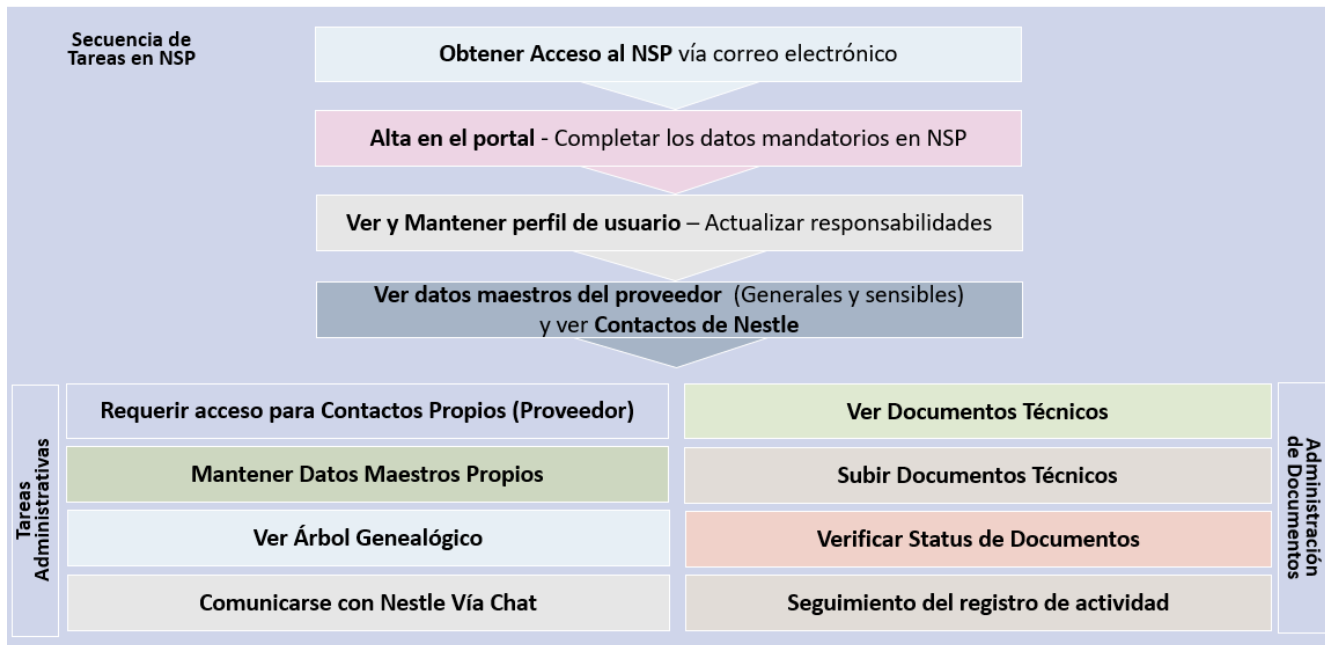 Secuencia de
Tareas en NSP
Obtener Acceso al NSP vía correo electrónico
Alta en el portal - Completar los datos mandatorios en NSP
Ver y Mantener perfil de usuario – Actualizar responsabilidades
Ver datos maestros del proveedor (Generales y sensibles)
y ver Contactos de Nestle
Tareas
Administrativas
Requerir acceso para Contactos Propios (Proveedor)
Mantener Datos Maestros Propios
Ver Árbol Genealógico
Comunicarse con Nestle Vía Chat
Ver Documentos Técnicos
Subir Documentos Técnicos
Verificar Status de Documentos
Seguimiento del registro de actividad
Administración
de Documentos